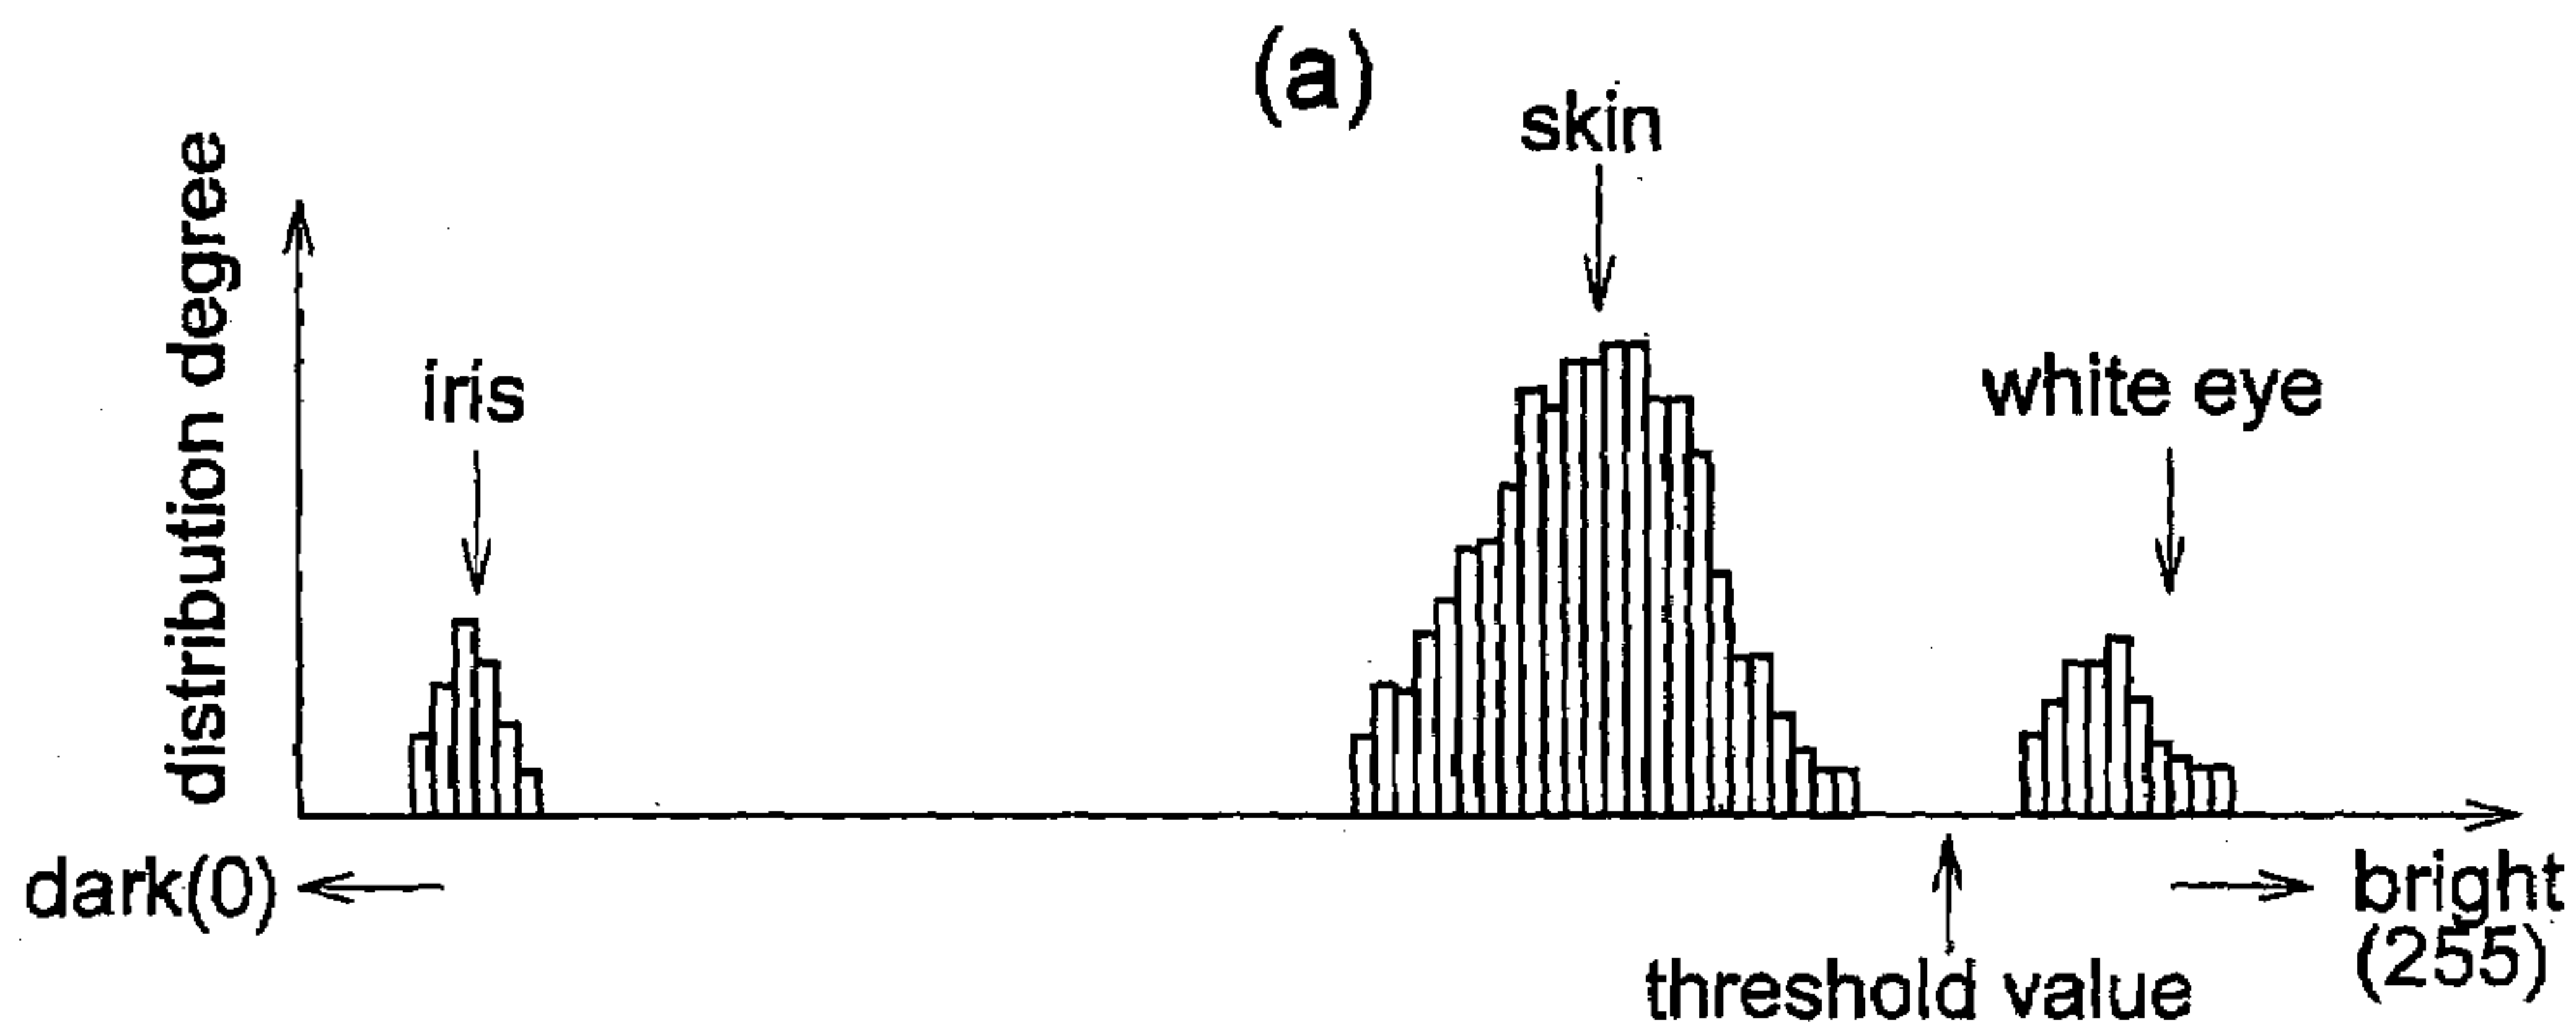 (a)
skin
distribution degree
iris
white eye
dark(0)
bright
(255)
threshold value